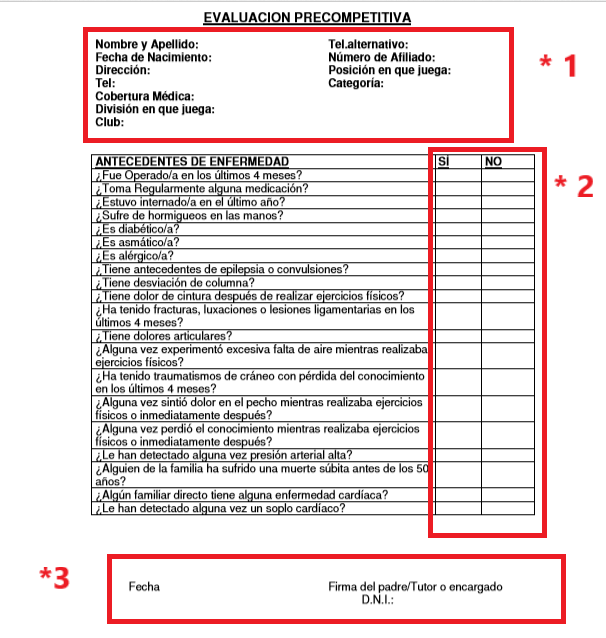 EVALUACION PRECOMPETITIVA
Nombre y Apellido: Tel.alternativo:
Fecha de Nacimiento: Número de Afiliado:
Dirección: Posición en que juega:
Tel: Categoría:
Cobertura Médica:
División en que juega:
Club:
* 1
ANTECEDENTES DE ENFERMEDAD SÍ NO
¿Fue Operado/a en los últimos 4 meses?
¿Toma Regularmente alguna medicación?
* 2
¿Estuvo internado/a en el último año?
¿Sufre de hormigueos en las manos?
¿Es diabético/a?
¿Es asmático/a?
¿Es alérgico/a?
¿Tiene antecedentes de epilepsia o convulsiones?
¿Tiene desviación de columna?
¿Tiene dolor de cintura después de realizar ejercicios físicos?
¿Ha tenido fracturas, luxaciones o lesiones ligamentarias en los
últimos 4 meses?
¿Tiene dolores articulares?
¿Alguna vez experimentó excesiva falta de aire mientras realizaba
ejercicios físicos?
¿Ha tenido traumatismos de cráneo con pérdida del conocimiento
en los últimos 4 meses?
¿Alguna vez sintió dolor en el pecho mientras realizaba ejercicios
físicos o inmediatamente después?
¿Alguna vez perdió el conocimiento mientras realizaba ejercicios
físicos o inmediatamente después?
¿Le han detectado alguna vez presión arterial alta?
¿Alguien de la familia ha sufrido una muerte súbita antes de los 50
años?
¿Algún familiar directo tiene alguna enfermedad cardíaca?
¿Le han detectado alguna vez un soplo cardíaco?
*3
Fecha Firma del padre/Tutor o encargado
D.N.I.: